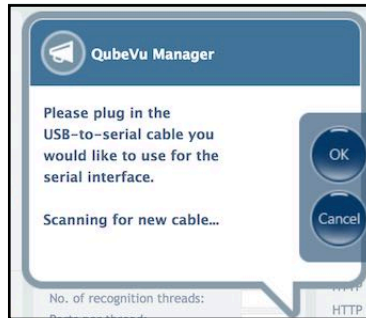 QubeVu Manager
Please plug in the
USB-to-serial cable you
would like to use for the
serial interface.
Scanning for new cable...
OK
Cancel
No. of recognition threads:
HTTP